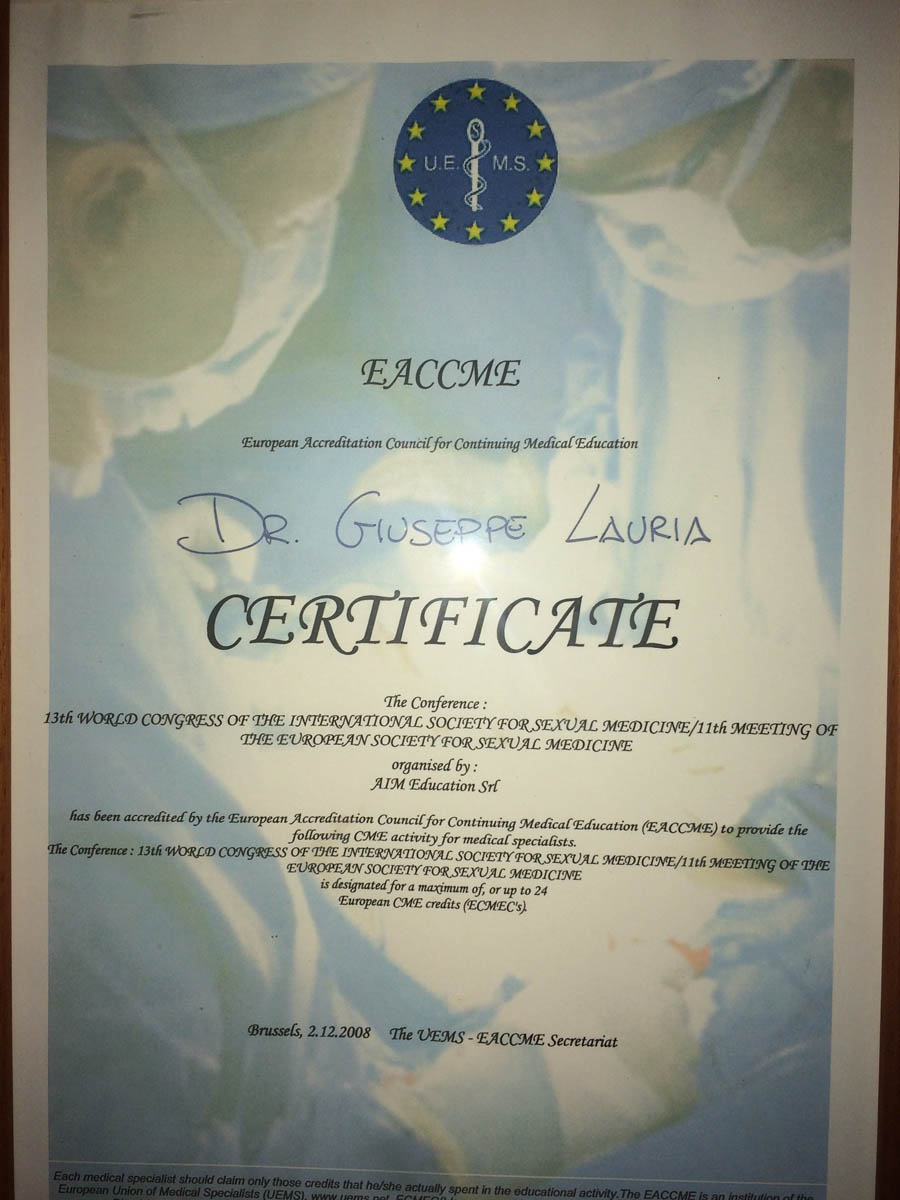 U.E. M.S.
EACCME
European Accreditation Council for Continuing Medical Education
DR. GIUSEPPE LAURIA
CERTIFICATE
The Conference :
13th WORLD CONGRESS OF THE INTERNATIONAL SOCIETY FOR SEXUAL MEDICINE/11th MEETING OF
THE EUROPEAN SOCIETY FOR SEXUAL MEDICINE
organised by :
AIM Education Srl
has been accredited by the European Accreditation Council for Continuing Medical Education (EACCME) to provide the
following CME activity for medical specialists.
The Conference : 13th WORLD CONGRESS OF THE INTERNATIONAL SOCIETY FOR SEXUAL MEDICINE/11th MEETING OF THE
EUROPEAN SOCIETY FOR SEXUAL MEDICINE
is designated for a maximum of, or up to 24
European CME credits (ECMEC's).
Brussels, 2.12.2008 The UEMS - EACCME Secretariat
Each medical specialist should claim only those credits that he/she actually spent in the educational activity. The EACCME is an institution of the
European Union of Medical Specialists (UEMS), www.uems.net